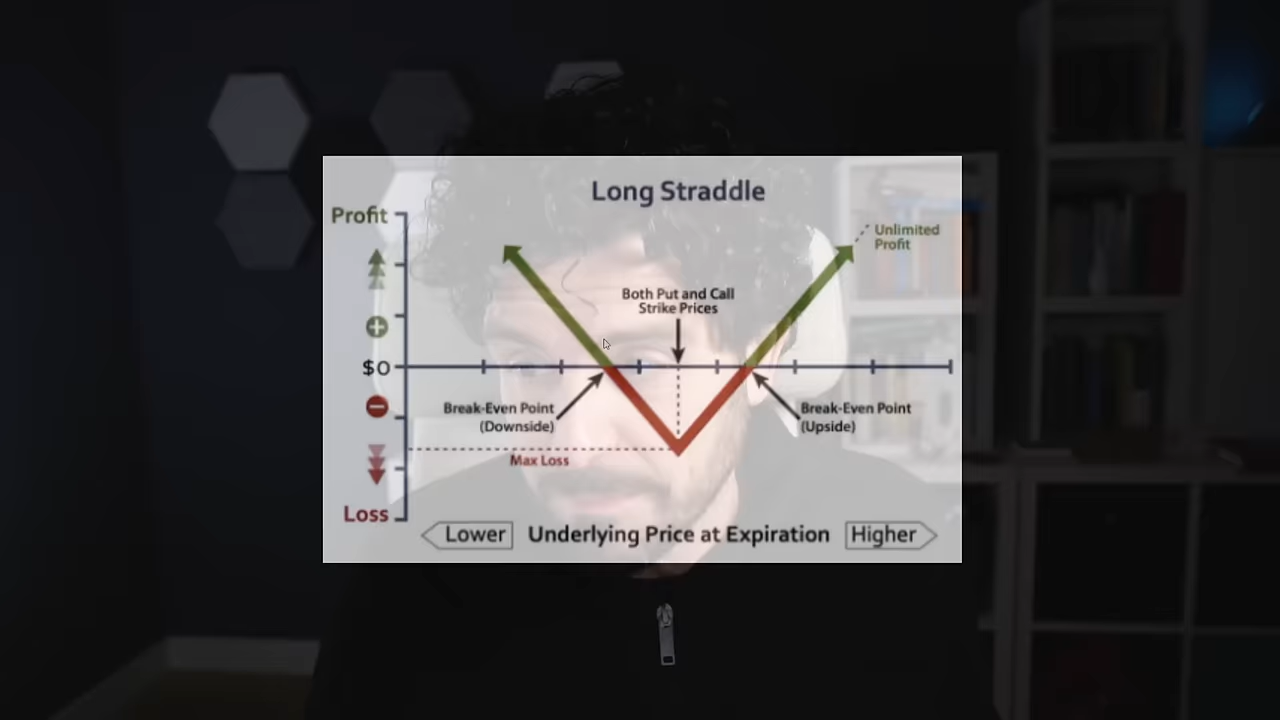 Long Straddle
Profit
Unlimited
Profit
Both Put and Call
Strike Prices
$0
Break-Even Point
(Downside)
Break-Even Point
(Upside)
Max Loss
Loss
Lower
Underlying Price at Expiration
Higher